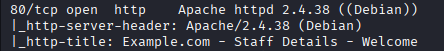 80/tcp open  http    Apache httpd 2.4.38 ((Debian))
|_http-server-header: Apache/2.4.38 (Debian)
|_http-title: Example.com - Staff Details - Welcome